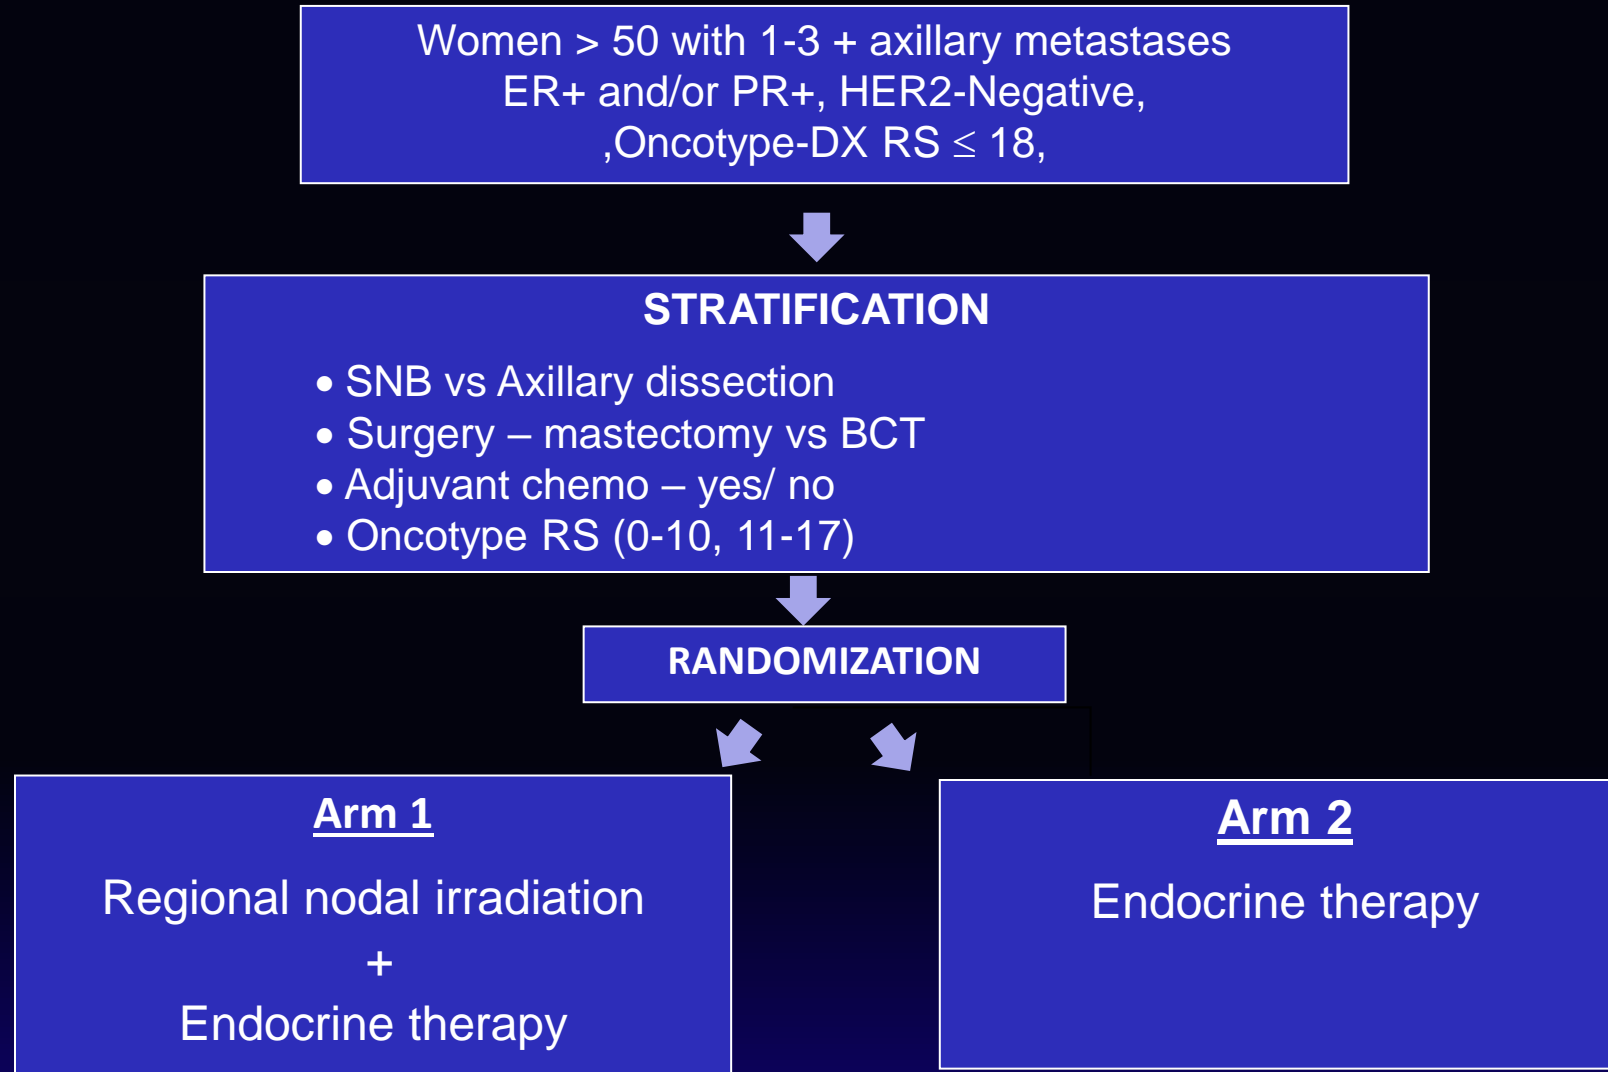 Women > 50 with 1-3 + axillary metastases
ER+ and/or PR+, HER2-Negative,
,Oncotype-DX RS ≤ 18,
STRATIFICATION
• SNB vs Axillary dissection
• Surgery – mastectomy vs BCT
• Adjuvant chemo – yes/ no
• Oncotype RS (0-10, 11-17)
RANDOMIZATION
Arm 1
Regional nodal irradiation
+
Endocrine therapy
Arm 2
Endocrine therapy